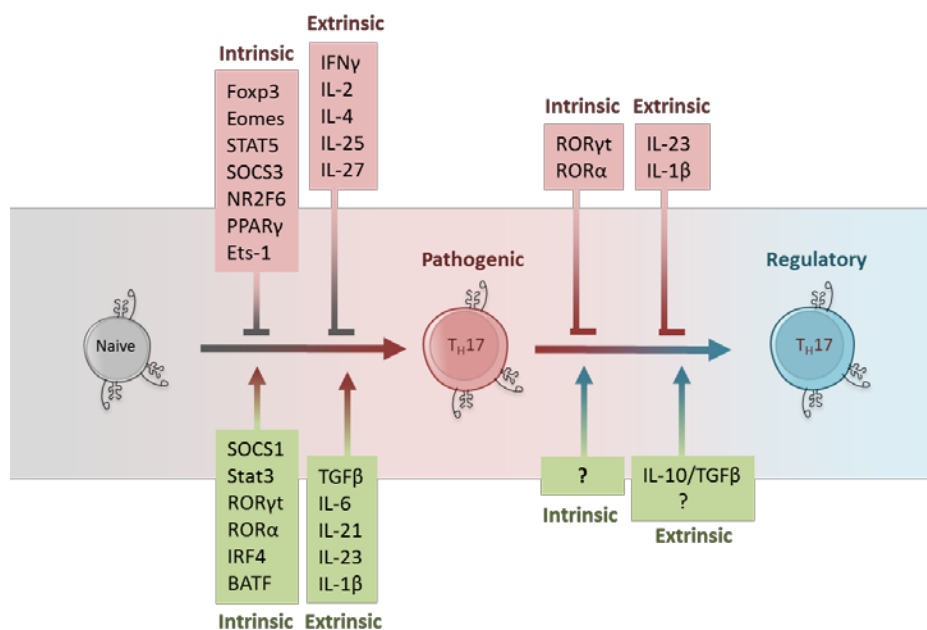 Intrinsic
Foxp3
Eomes
STAT5
SOCS3
NR2F6
PPARγ
Ets-1
Extrinsic
IFNγ
IL-2
IL-4
IL-25
IL-27
Intrinsic
RORγt
RORα
Extrinsic
IL-23
IL-1β
Pathogenic
Regulatory
Naive
TH17
TH17
SOCS1
Stat3
RORγt
RORα
IRF4
BATF
Intrinsic
TGFβ
IL-6
IL-21
IL-23
IL-1β
Extrinsic
?
Intrinsic
IL-10/TGFβ
?
Extrinsic